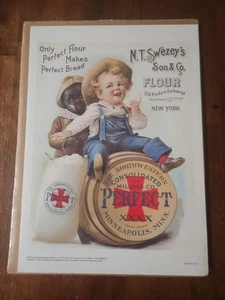 Only
Perfect Flour
Makes
Perfect Bread
N.T. Swezey's
Son & Co.
FLOUR
NEW YORK
THE SOUTHWESTERN
CONSOLIDATED
MILLING CO.
PERFECT
XXXX
MINNEAPOLIS, MINN.